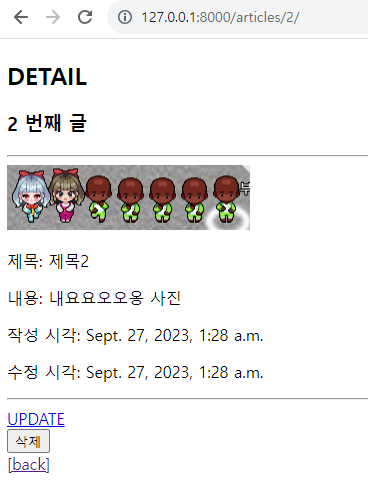 127.0.0.1:8000/articles/2/
DETAIL
2 번째 글
제목: 제목2
내용: 내요요오오옹 사진
작성 시각: Sept. 27, 2023, 1:28 a.m.
수정 시각: Sept. 27, 2023, 1:28 a.m.
UPDATE
삭제
[back]